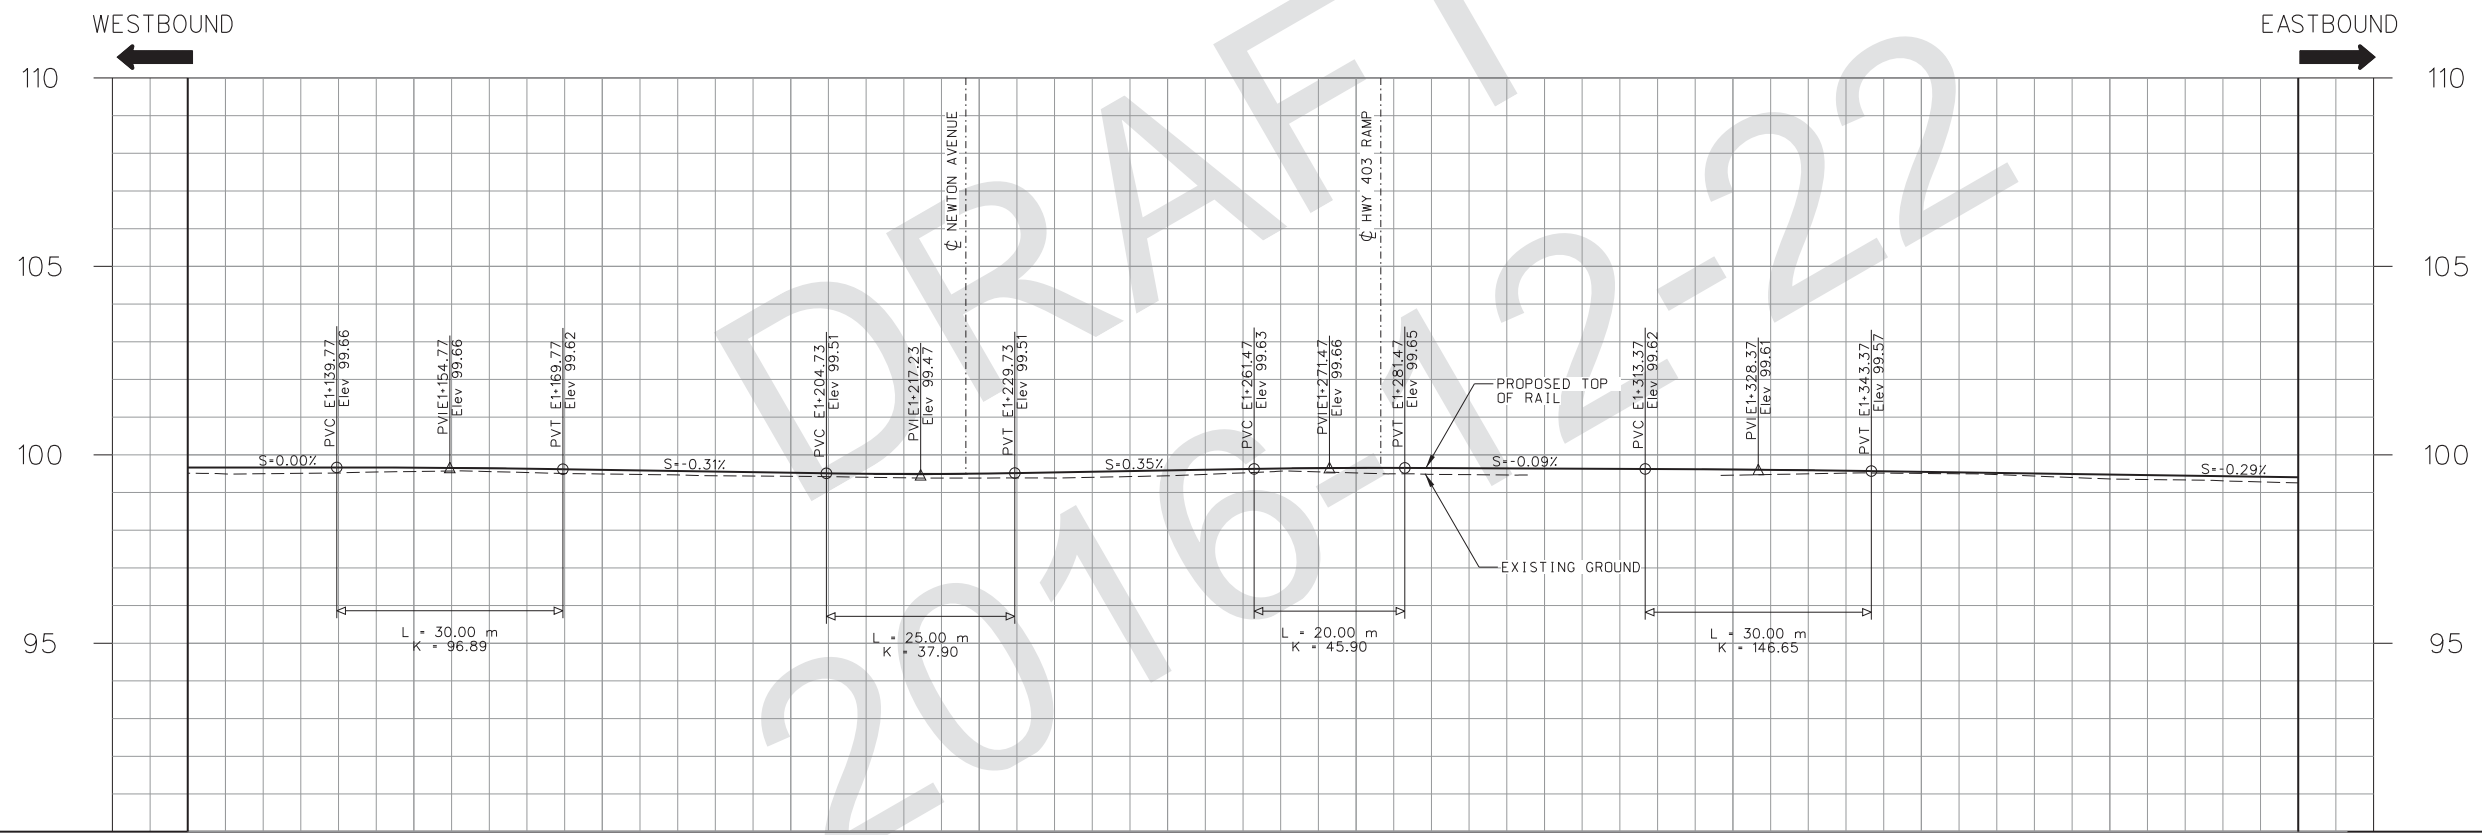 WESTBOUND
EASTBOUND
110
110
105
105
100
100
95
95
℄ NEWTON AVENUE
℄ HWY 403 RAMP
PVC E1+139.77
Elev 99.66
PVI E1+154.77
Elev 99.66
PVT E1+169.77
Elev 99.62
PVC E1+204.73
Elev 99.51
PVI E1+217.23
Elev 99.47
PVT E1+229.73
Elev 99.51
PVC E1+261.47
Elev 99.63
PVI E1+271.47
Elev 99.66
PVT E1+281.47
Elev 99.65
PVC E1+313.37
Elev 99.62
PVI E1+328.37
Elev 99.61
PVT E1+343.37
Elev 99.57
PROPOSED TOP
OF RAIL
S=0.00%
S=-0.31%
S=0.35%
S=-0.09%
S=-0.29%
EXISTING GROUND
L = 30.00 m
K = 96.89
L = 25.00 m
K = 37.90
L = 20.00 m
K = 45.90
L = 30.00 m
K = 146.65
DRAFT
2016-12-22